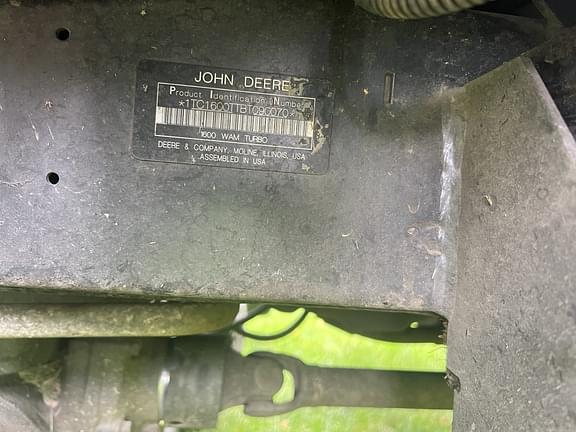 JOHN DEERE
Product Identification Number
*1TC1600TTBT090070*
1600 WAM TURBO
DEERE & COMPANY, MOLINE, ILLINOIS, USA
ASSEMBLED IN USA